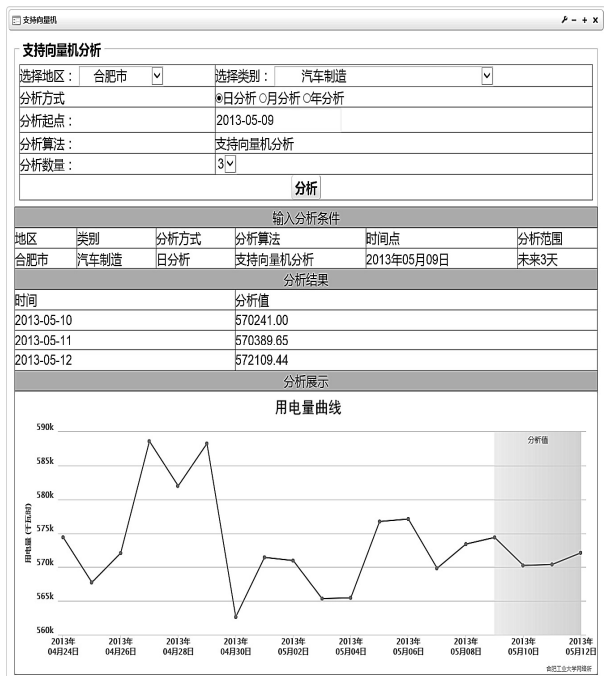 支持向量机
支持向量机分析
选择地区： 合肥市 选择类别： 汽车制造
分析方式 日分析 月分析 年分析
分析起点： 2013-05-09
分析算法： 支持向量机分析
分析数量： 3
分析
输入分析条件
地区 类别 分析方式 分析算法 时间点 分析范围
合肥市 汽车制造 日分析 支持向量机分析 2013年05月09日 未来3天
分析结果
时间 分析值
2013-05-10 570241.00
2013-05-11 570389.65
2013-05-12 572109.44
分析展示
用电量曲线
分析值
590k
585k
580k
575k
570k
565k
560k
用电量 (千瓦时)
2013年 2013年 2013年 2013年 2013年 2013年 2013年 2013年 2013年 2013年
04月24日 04月26日 04月28日 04月30日 05月02日 05月04日 05月06日 05月08日 05月10日 05月12日
合肥工业大学网络所